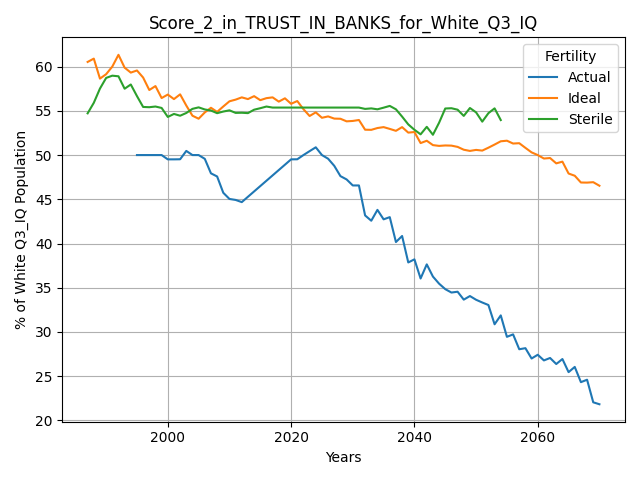 Score_2_in_TRUST_IN_BANKS_for_White_Q3_IQ
Fertility
Actual
Ideal
Sterile
% of White Q3_IQ Population
60
55
50
45
40
35
30
25
20
2000
2020
2040
2060
Years